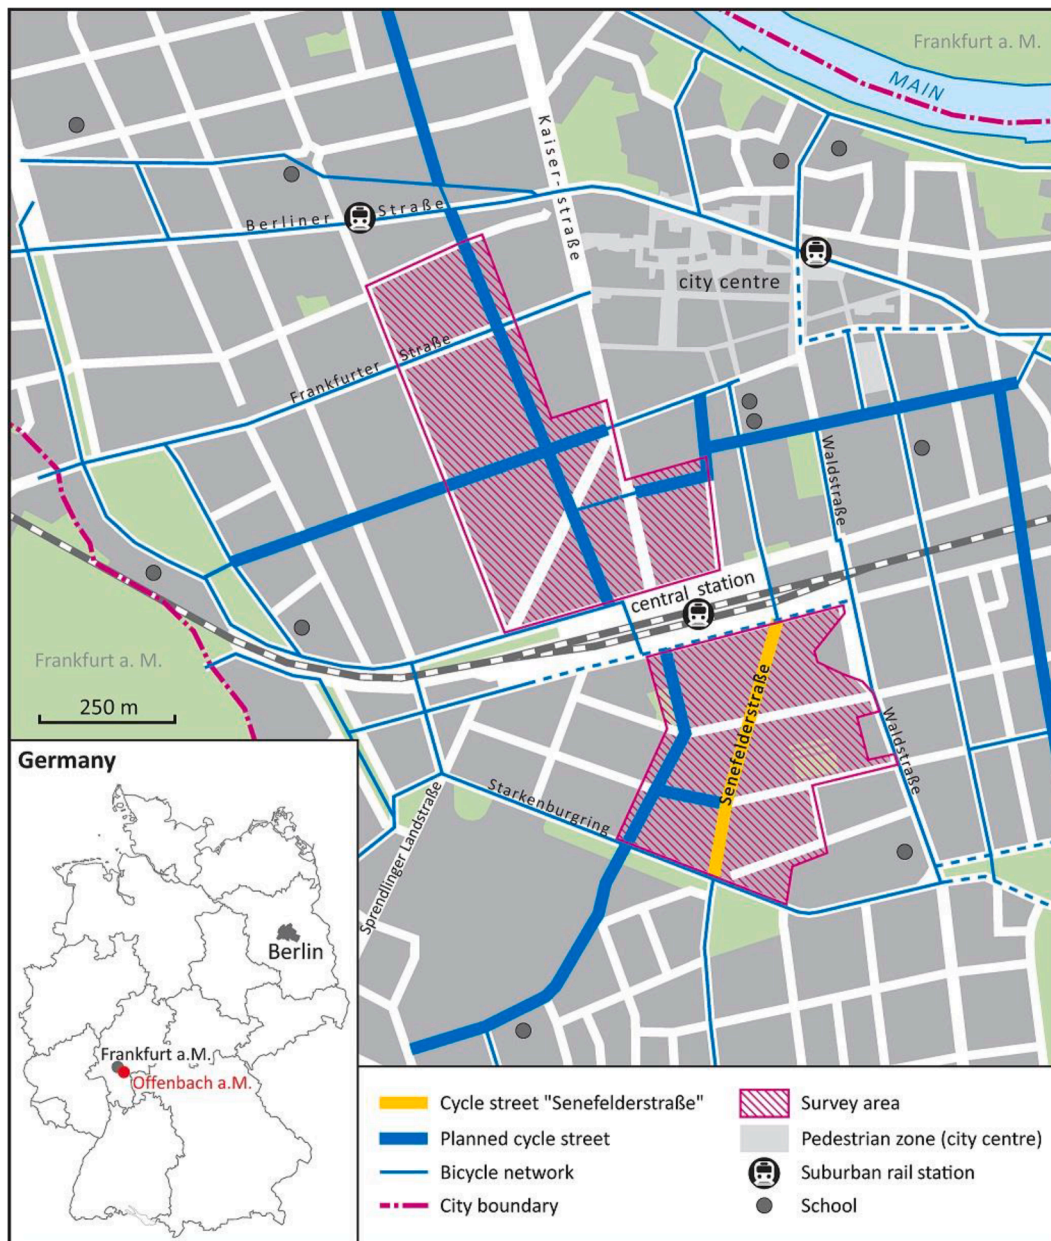 Frankfurt a. M.
MAIN
Kaiser-straße
Berliner Straße
city centre
Frankfurter Straße
Waldstraße
central station
Frankfurt a. M.
250 m
Senefelderstraße
Waldstraße
Starkenburgring
Sprendlinger Landstraße
Germany
Berlin
Frankfurt a.M.
Offenbach a.M.
Cycle street "Senefelderstraße"
Planned cycle street
Bicycle network
City boundary
Survey area
Pedestrian zone (city centre)
Suburban rail station
School